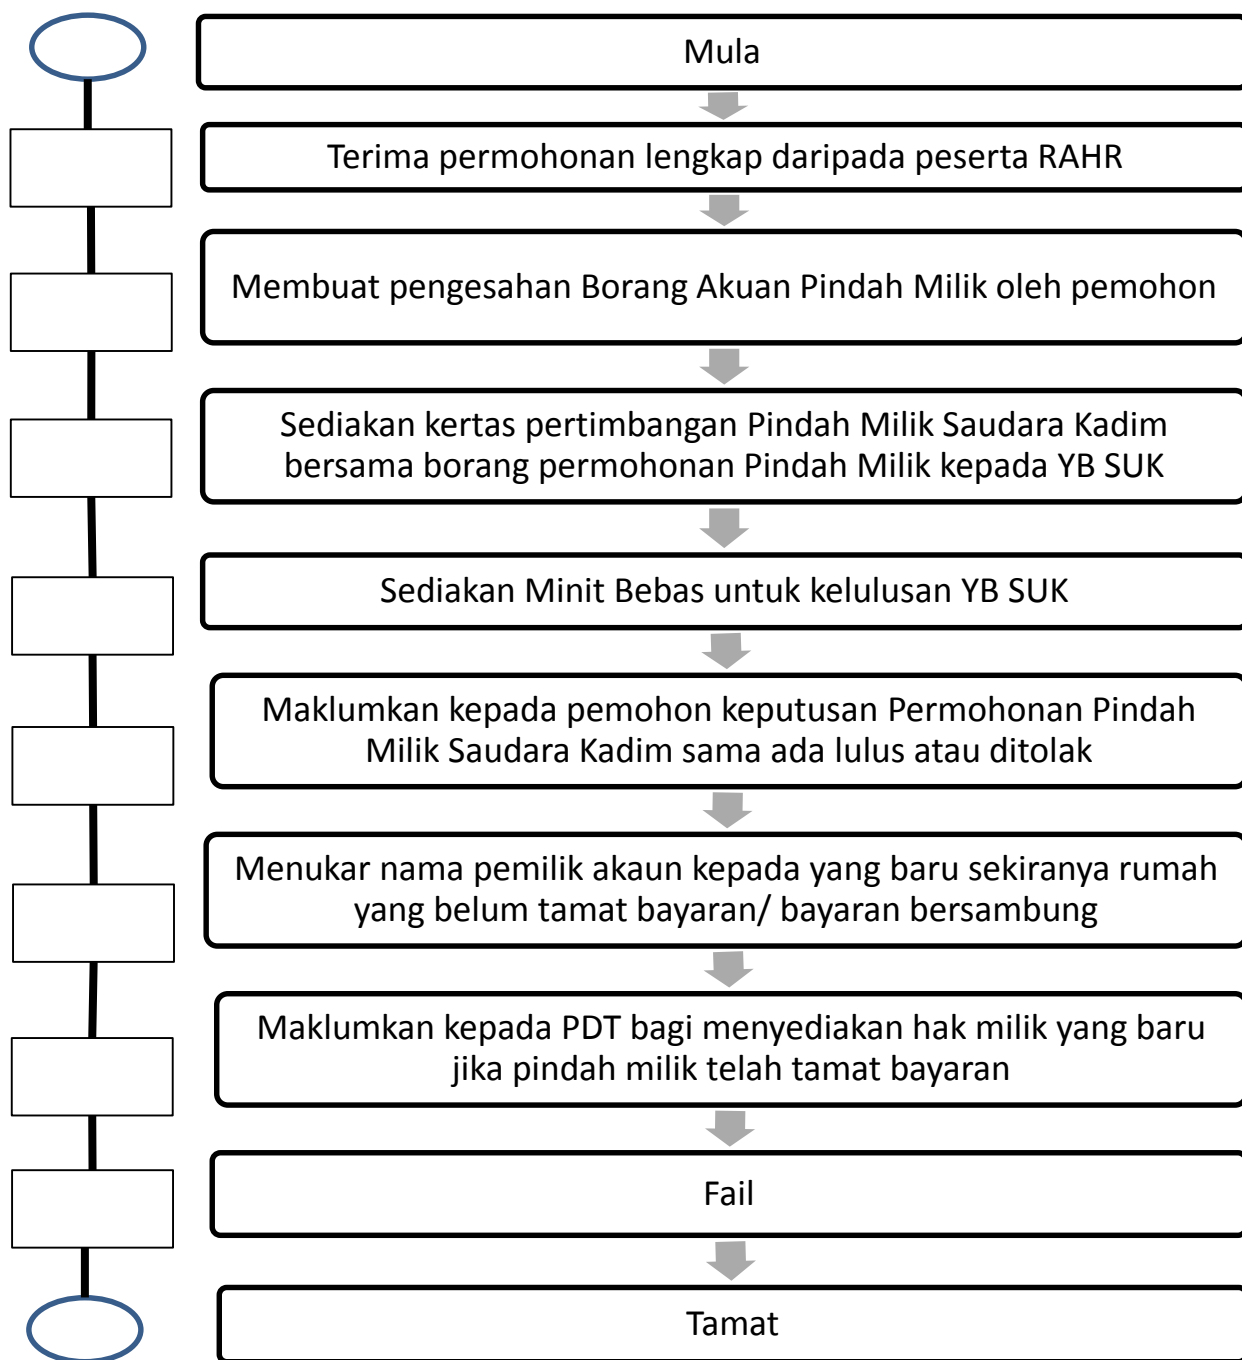 Mula
Terima permohonan lengkap daripada peserta RAHR
Membuat pengesahan Borang Akuan Pindah Milik oleh pemohon
Sediakan kertas pertimbangan Pindah Milik Saudara Kadim
bersama borang permohonan Pindah Milik kepada YB SUK
Sediakan Minit Bebas untuk kelulusan YB SUK
Maklumkan kepada pemohon keputusan Permohonan Pindah
Milik Saudara Kadim sama ada lulus atau ditolak
Menukar nama pemilik akaun kepada yang baru sekiranya rumah
yang belum tamat bayaran/ bayaran bersambung
Maklumkan kepada PDT bagi menyediakan hak milik yang baru
jika pindah milik telah tamat bayaran
Fail
Tamat